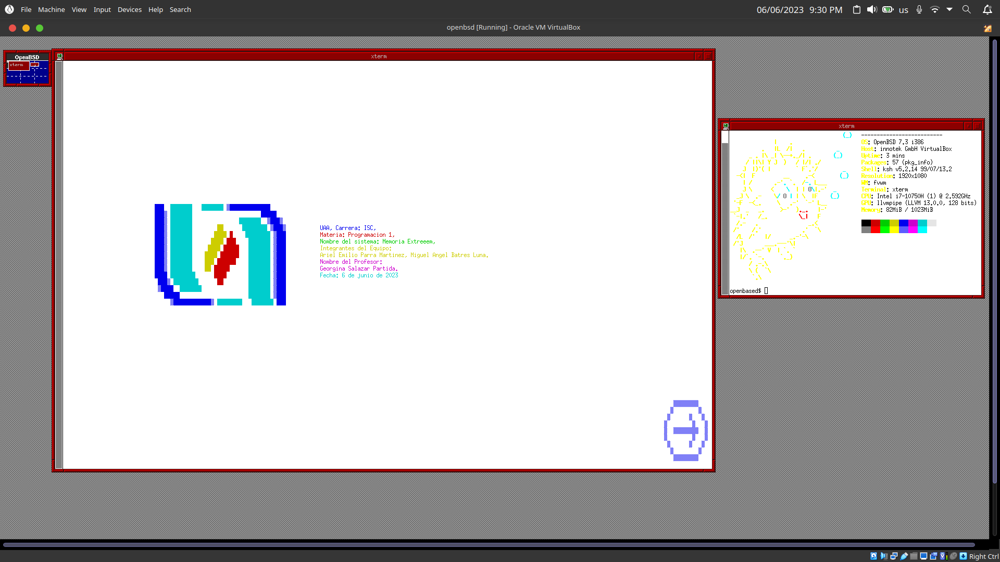 File Machine View Input Devices Help Search
06/06/2023 9:30 PM
us
openbsd [Running] - Oracle VM VirtualBox
OpenBSD
xterm
xterm
UAA, Carrera: ISC,
Materia: Programacion 1,
Nombre del sistema: Memoria Extreeem,
Integrantes del Equipo:
Ariel Emilio Parra Martinez, Miguel Angel Batres Luna.
Nombre del Profesor:
Georgina Salazar Partida.
Fecha: 6 de junio de 2023
xterm
--------------------------
OS: OpenBSD 7.3 i386
Host: innotek GmbH VirtualBox
Uptime: 3 mins
Packages: 57 (pkg_info)
Shell: ksh v5.2.14 99/07/13.2
Resolution: 1920x1080
WM: fvwm
Terminal: xterm
CPU: Intel i7-10750H (1) @ 2.592GHz
GPU: llvmpipe (LLVM 13.0.0, 128 bits)
Memory: 82MiB / 1023MiB
openbased$
Right Ctrl